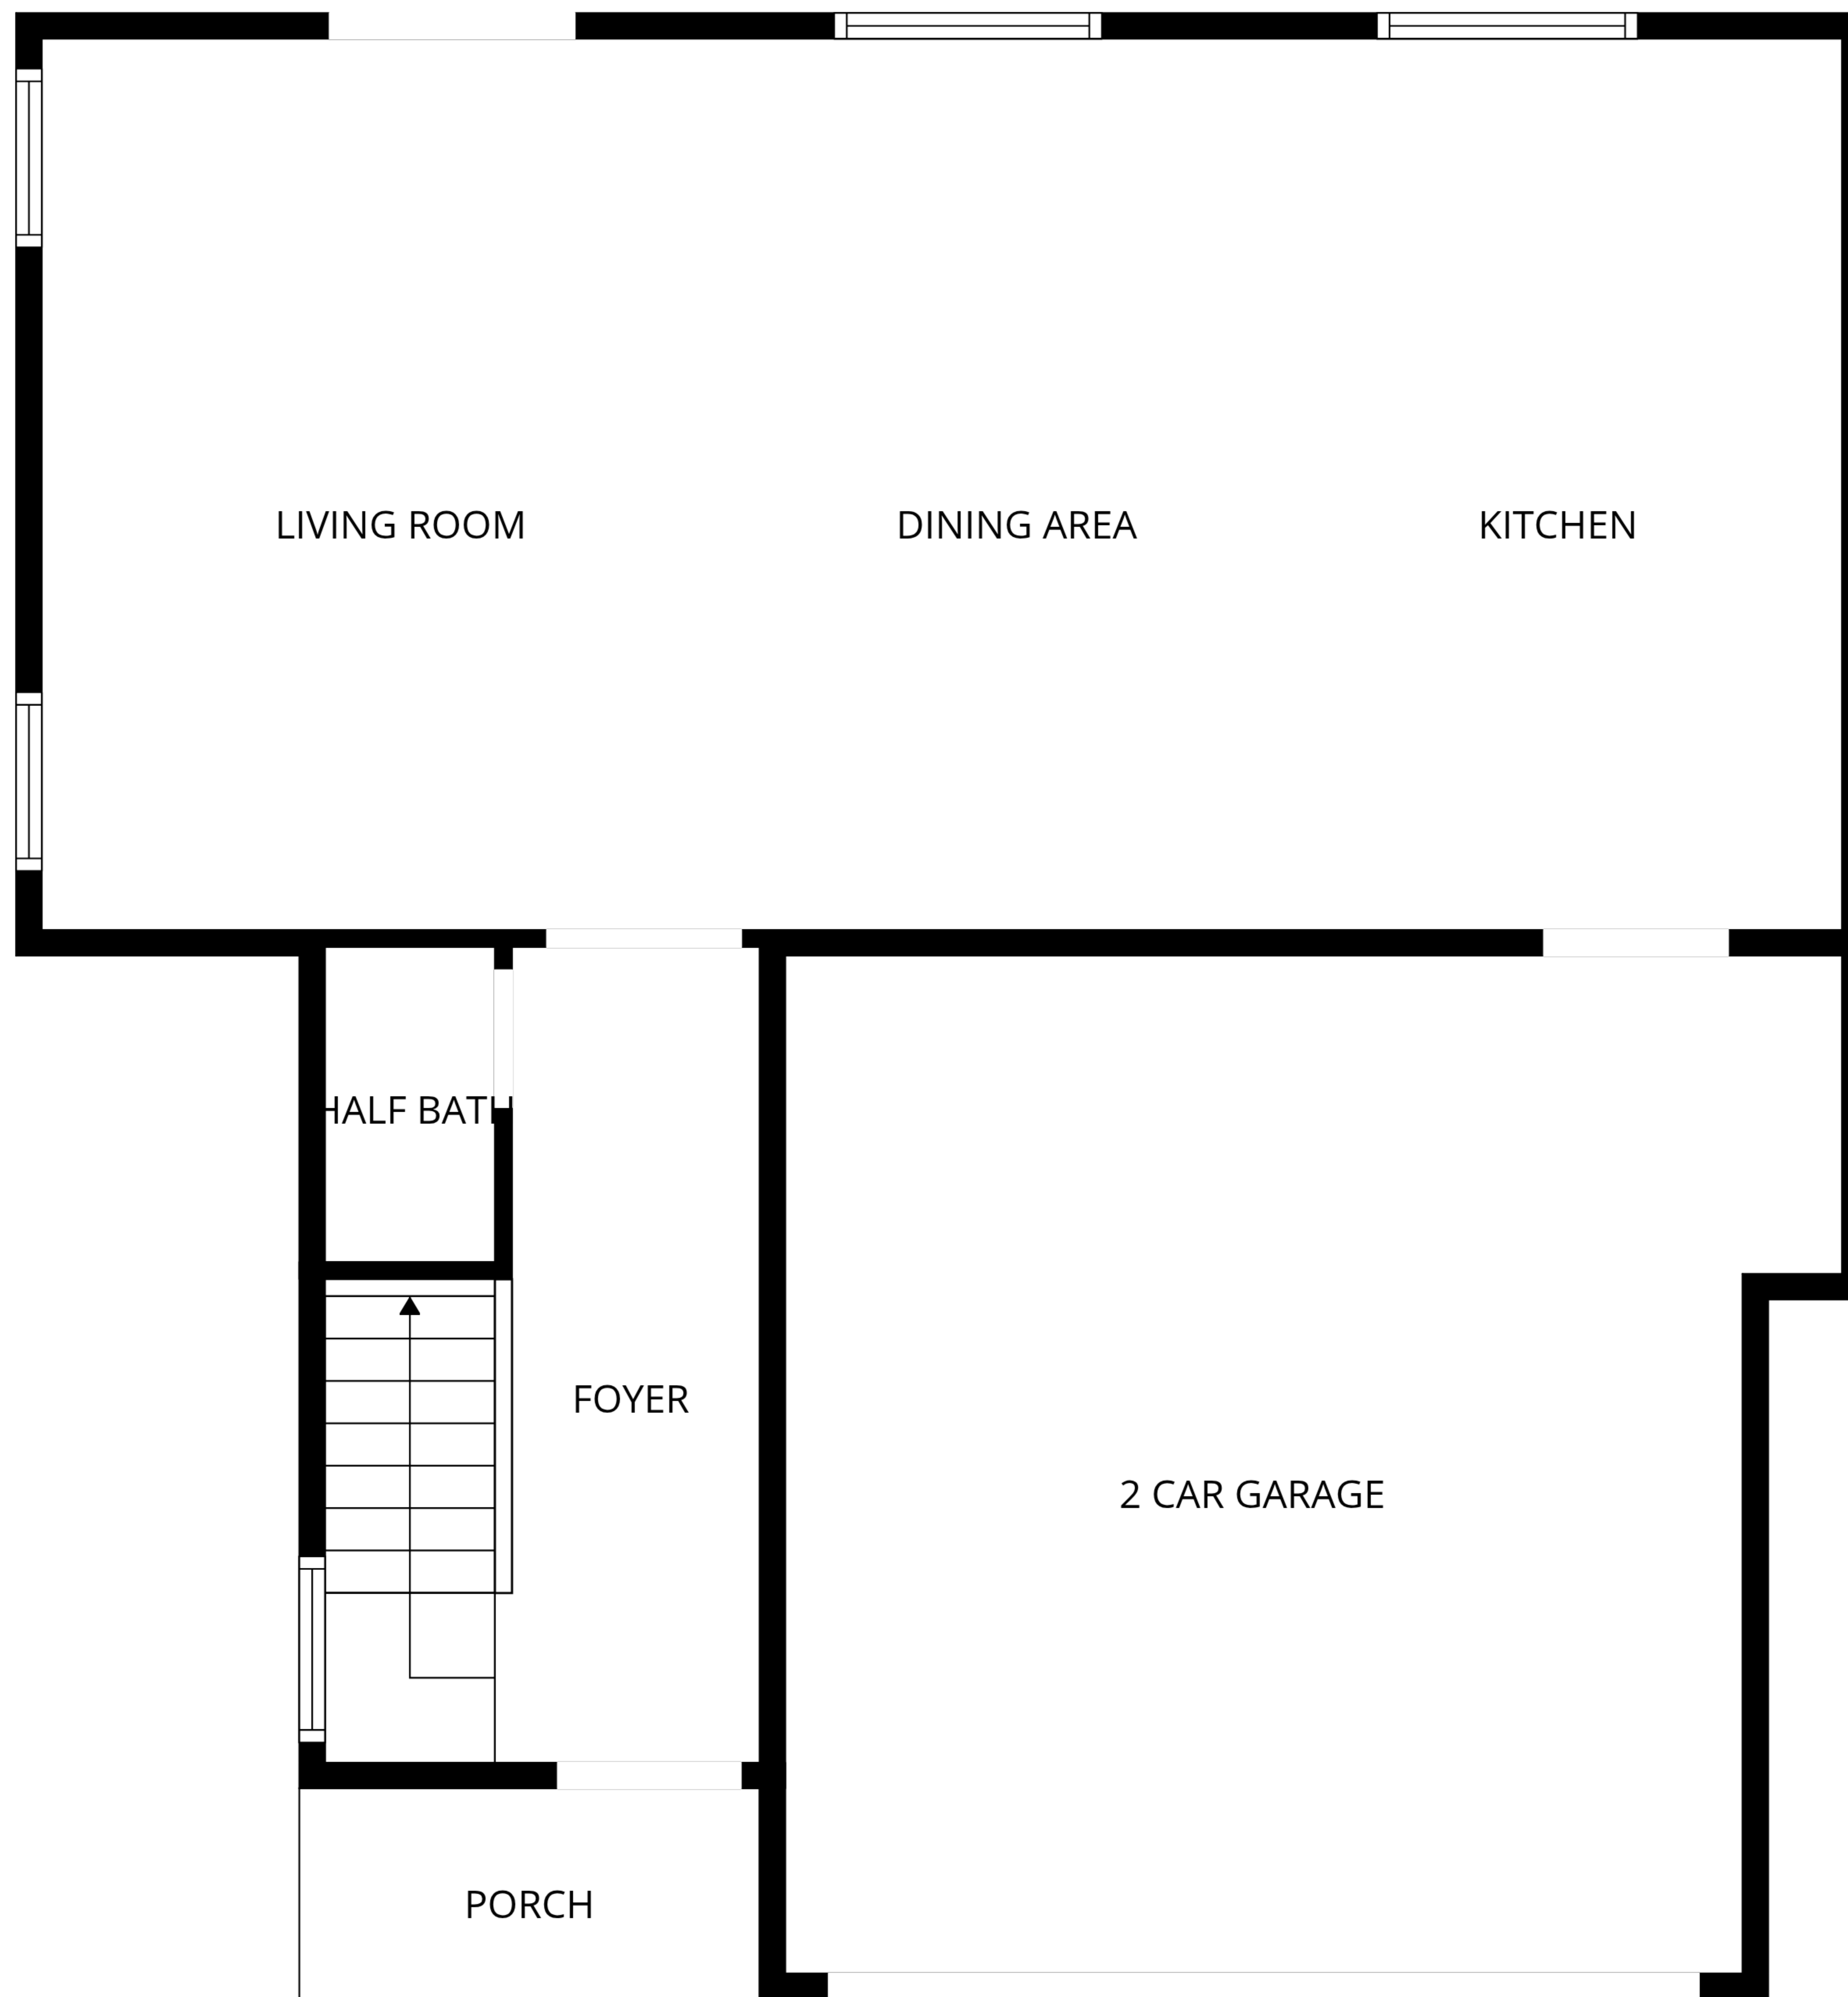 LIVING ROOM
DINING AREA
KITCHEN
HALF BATH
FOYER
2 CAR GARAGE
PORCH